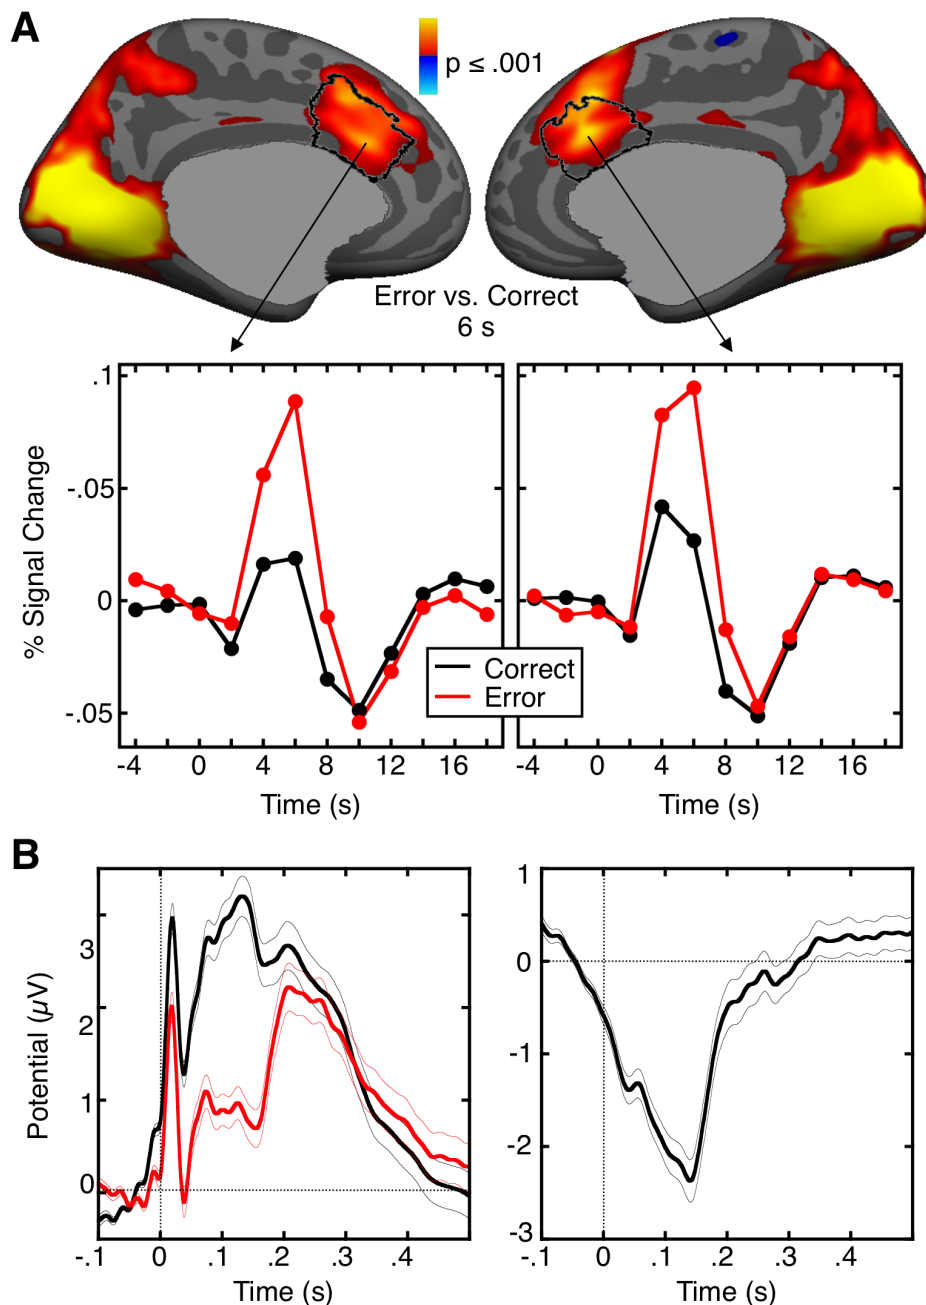 A
p ≤ .001
Error vs. Correct
6 s
% Signal Change
.1
-.05
0
-.05
Correct
Error
-4 0 4 8 12 16
-4 0 4 8 12 16
Time (s)
Time (s)
B
Potential (µV)
3
2
1
0
-.1 0 .1 .2 .3 .4
Time (s)
1
0
-1
-2
-3
-.1 0 .1 .2 .3 .4
Time (s)